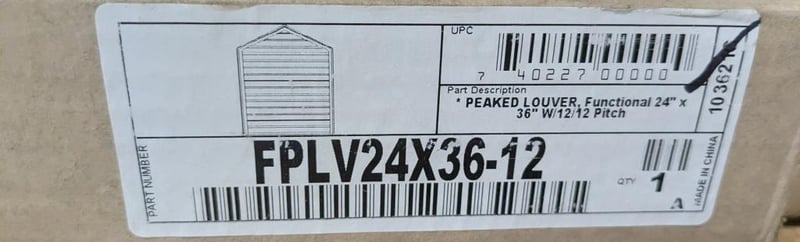 UPC
7 40227 00000
Part Description
* PEAKED LOUVER, Functional 24" x
36" W/12/12 Pitch
PART NUMBER
FPLV24X36-12
QTY
1
A
MADE IN CHINA